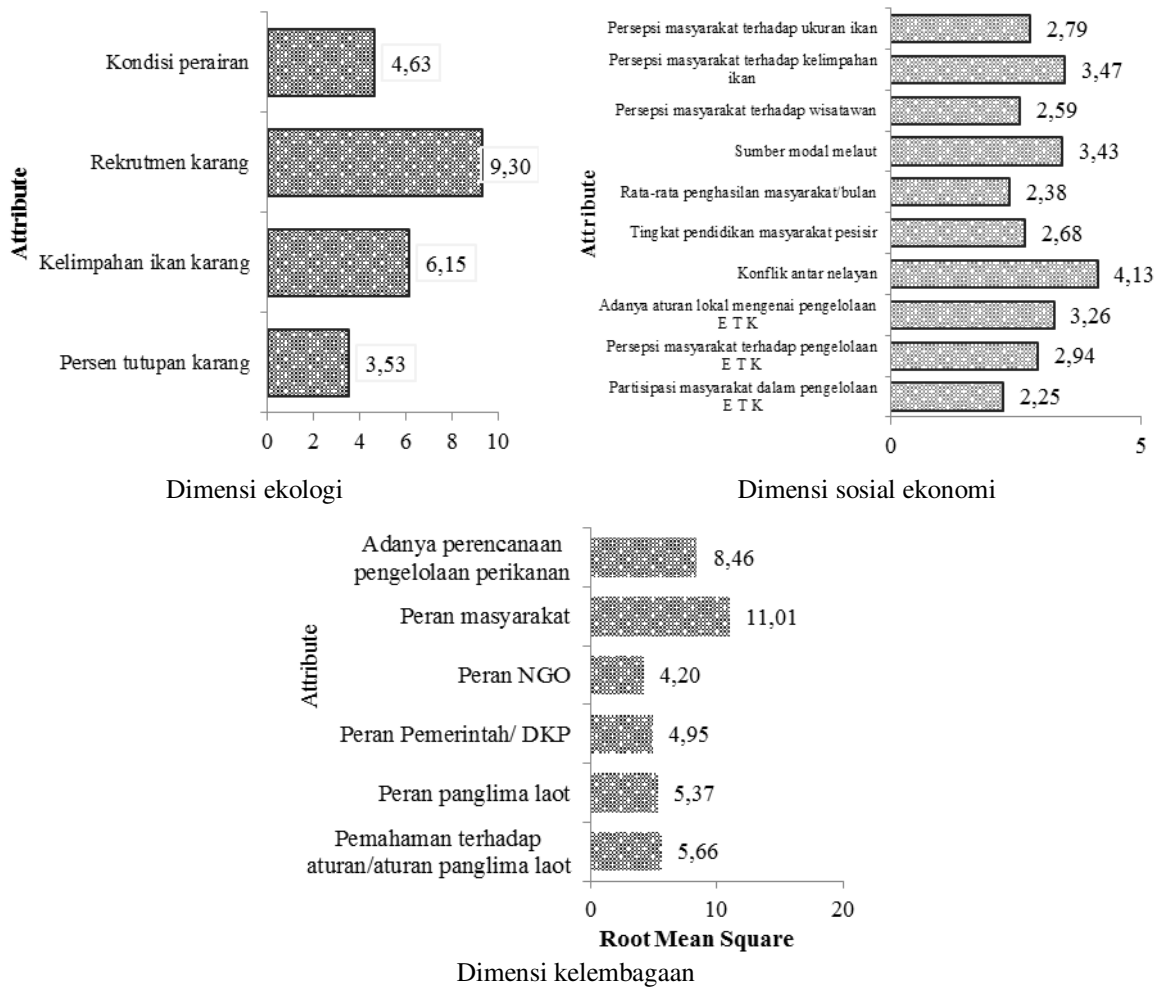 Attribute
Kondisi perairan
4,63
Rekrutmen karang
9,30
Kelimpahan ikan karang
6,15
Persen tutupan karang
3,53
0 2 4 6 8 10
Dimensi ekologi
Attribute
Persepsi masyarakat terhadap ukuran ikan
2,79
Persepsi masyarakat terhadap kelimpahan
ikan
3,47
Persepsi masyarakat terhadap wisatawan
2,59
Sumber modal melaut
3,43
Rata-rata penghasilan masyarakat/bulan
2,38
Tingkat pendidikan masyarakat pesisir
2,68
Konflik antar nelayan
4,13
Adanya aturan lokal mengenai pengelolaan
E T K
3,26
Persepsi masyarakat terhadap pengelolaan
E T K
2,94
Partisipasi masyarakat dalam pengelolaan
E T K
2,25
0 5
Dimensi sosial ekonomi
Attribute
Adanya perencanaan
pengelolaan perikanan
8,46
Peran masyarakat
11,01
Peran NGO
4,20
Peran Pemerintah/ DKP
4,95
Peran panglima laot
5,37
Pemahaman terhadap
aturan/aturan panglima laot
5,66
0 10 20
Root Mean Square
Dimensi kelembagaan